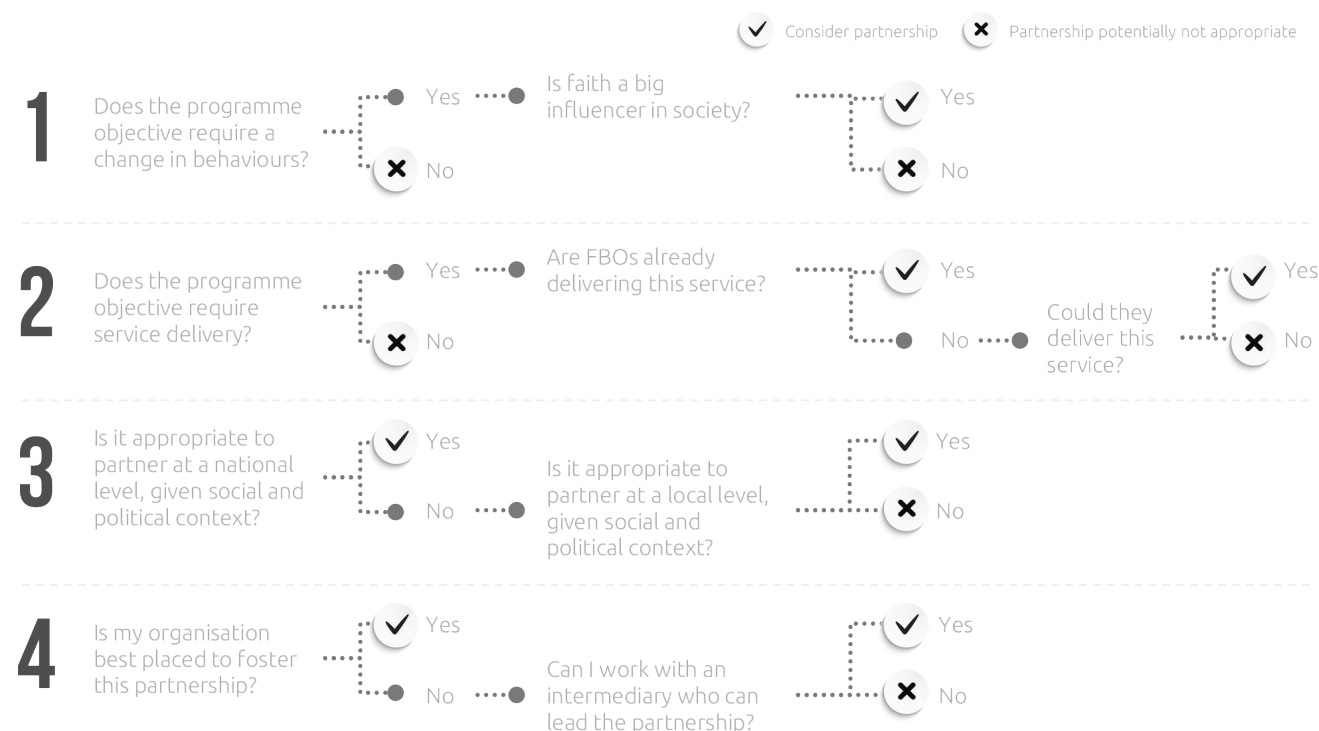 Consider partnership
Partnership potentially not appropriate
1
Does the programme
objective require a
change in behaviours?
Yes
No
Is faith a big
influencer in society?
Yes
No
2
Does the programme
objective require
service delivery?
Yes
No
Are FBOs already
delivering this service?
Yes
No
Could they
deliver this
service?
Yes
No
3
Is it appropriate to
partner at a national
level, given social and
political context?
Yes
No
Is it appropriate to
partner at a local level,
given social and
political context?
Yes
No
4
Is my organisation
best placed to foster
this partnership?
Yes
No
Can I work with an
intermediary who can
lead the partnership?
Yes
No